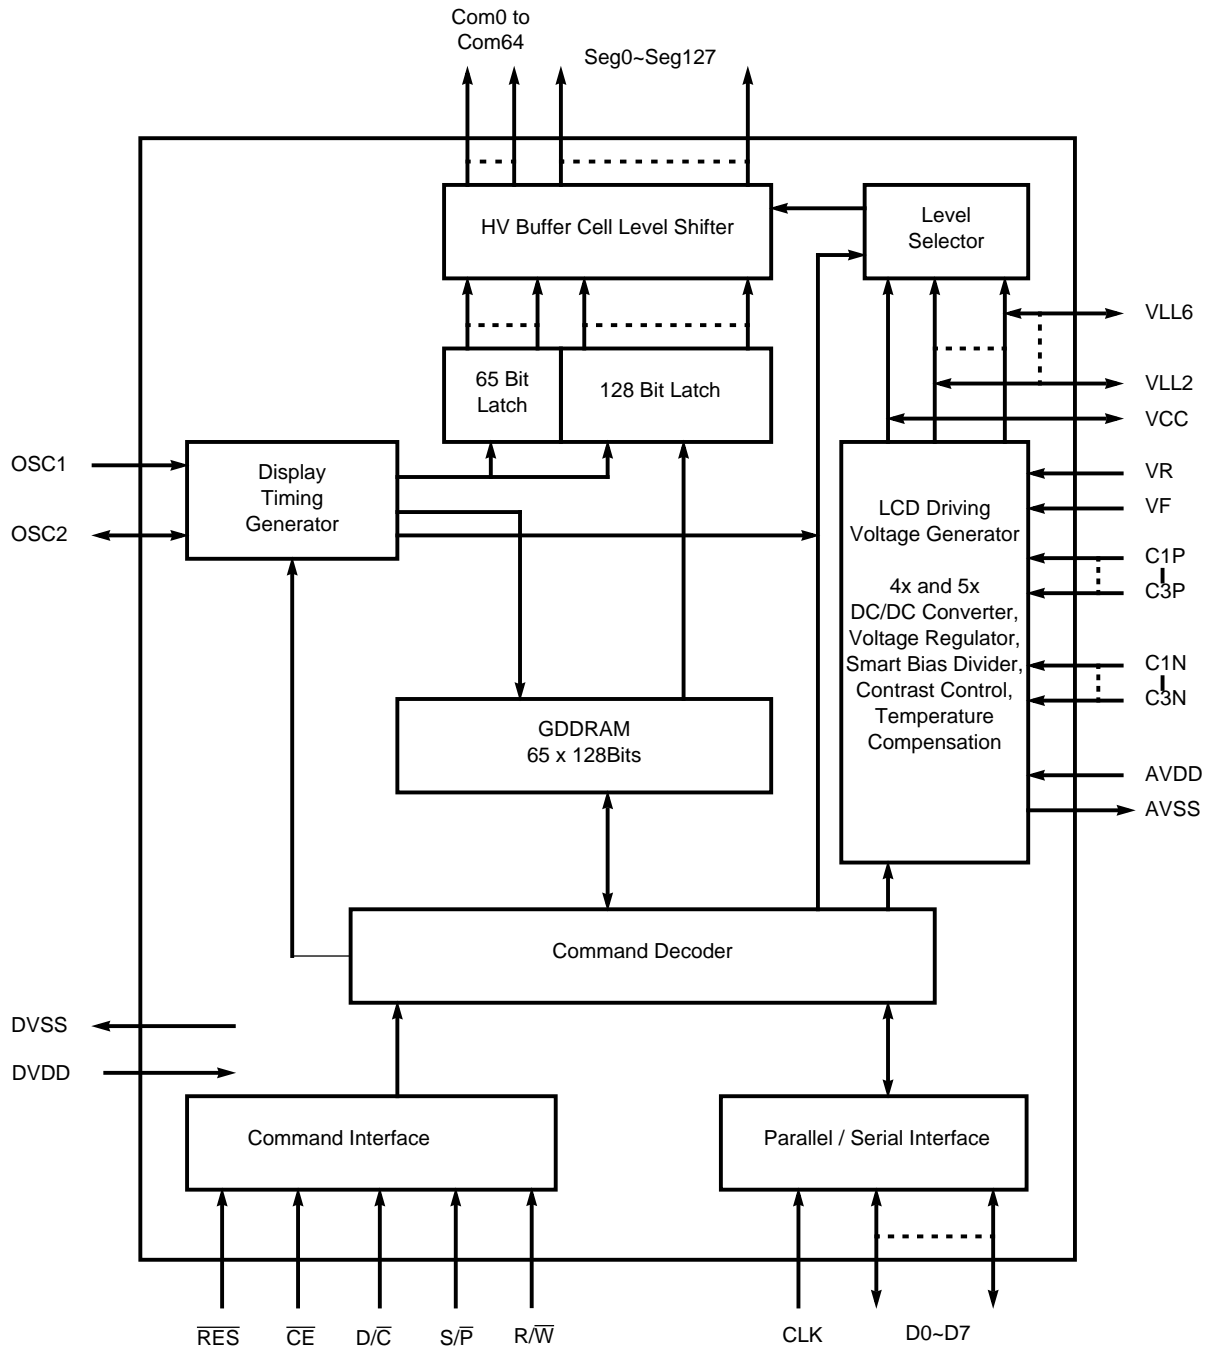 Com0 to
Com64
Seg0~Seg127
HV Buffer Cell Level Shifter
Level
Selector
VLL6
VLL2
VCC
65 Bit
Latch
128 Bit Latch
OSC1
OSC2
Display
Timing
Generator
VR
VF
C1P
C3P
C1N
C3N
AVDD
AVSS
LCD Driving
Voltage Generator
4x and 5x
DC/DC Converter,
Voltage Regulator,
Smart Bias Divider,
Contrast Control,
Temperature
Compensation
GDDRAM
65 x 128Bits
Command Decoder
DVSS
DVDD
Command Interface
Parallel / Serial Interface
R̅E̅S̅
C̅E̅
D/C̅
S/P̅
R/W̅
CLK
D0~D7